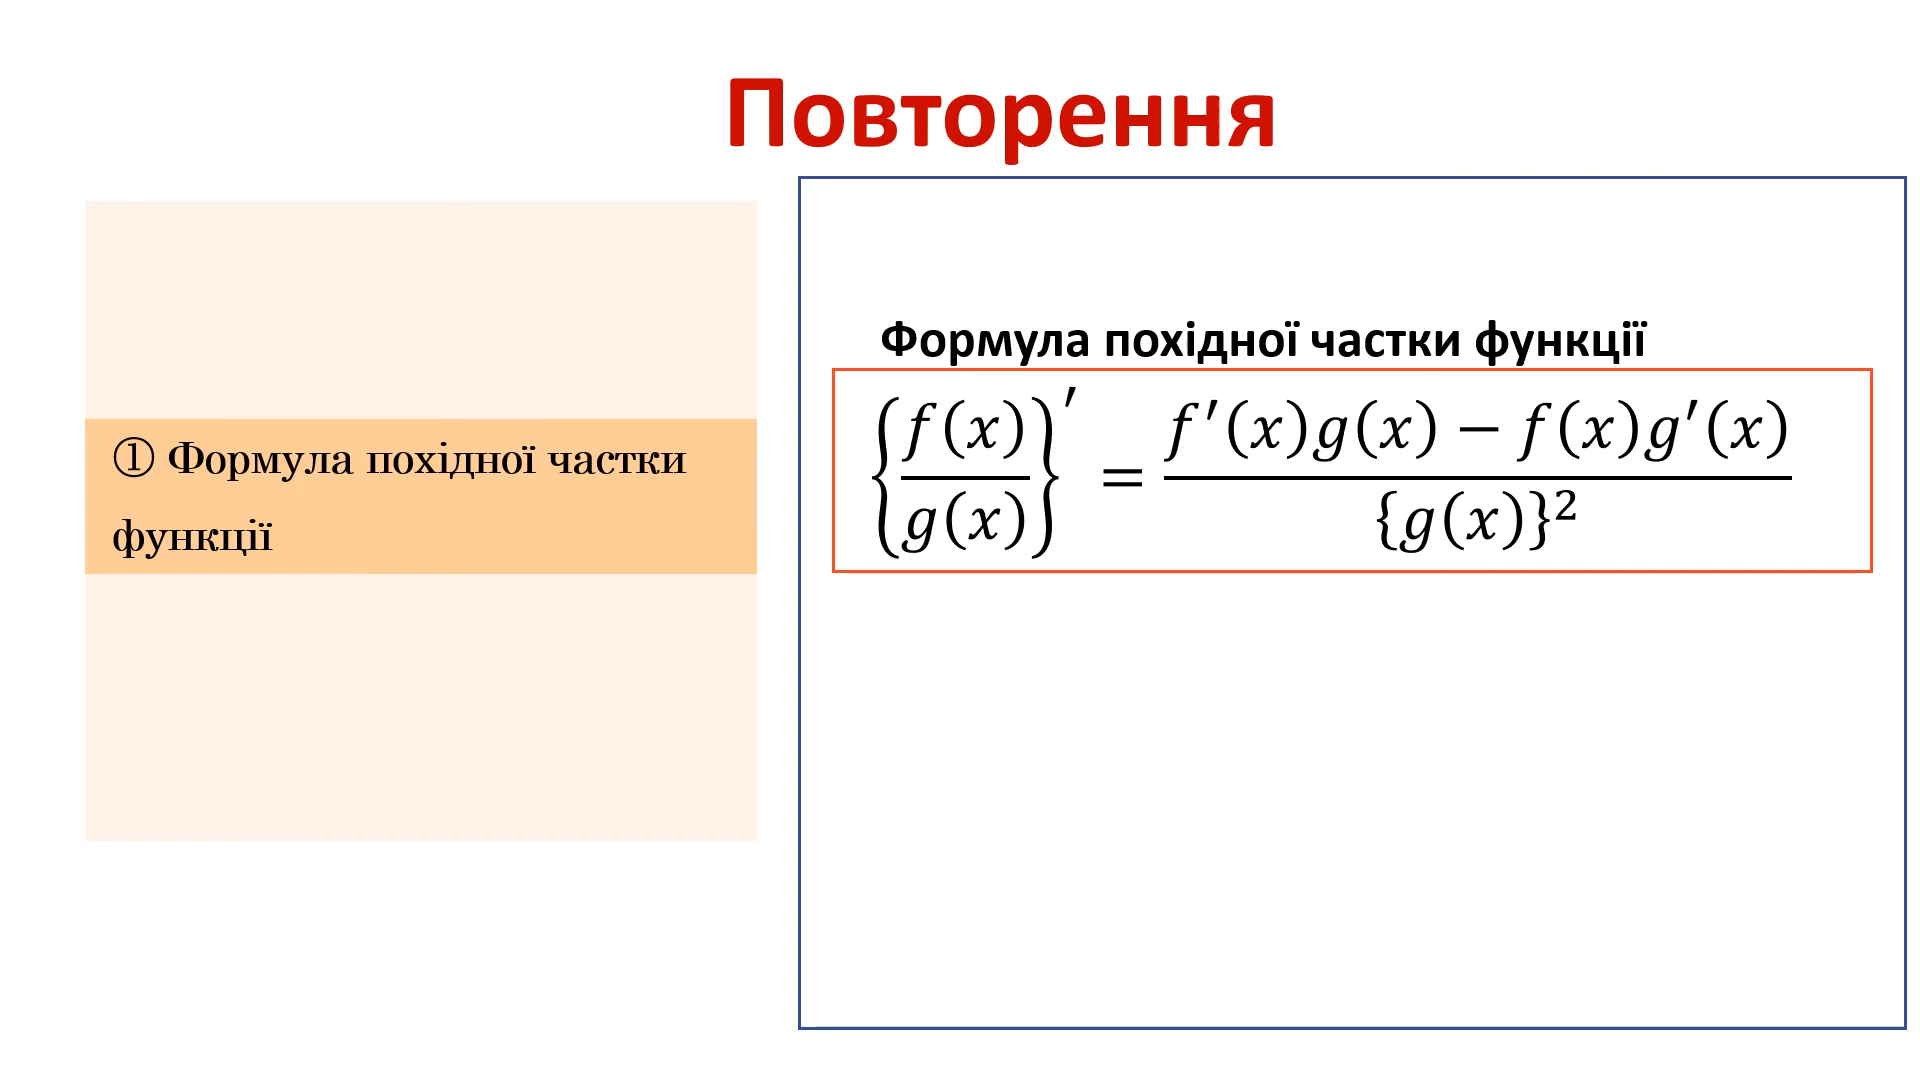 Повторення
① Формула похідної частки
функції
Формула похідної частки функції
{f(x)/g(x)}′ = (f′(x)g(x) − f(x)g′(x))/{g(x)}²